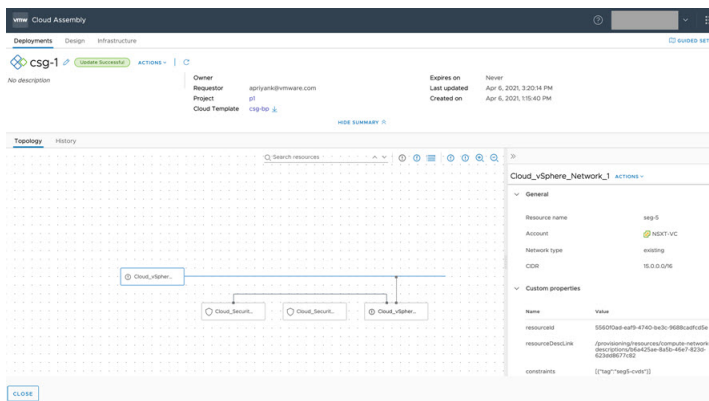 vmw Cloud Assembly
Deployments Design Infrastructure GUIDED SET
csg-1 Update Successful ACTIONS
No description
Owner
Requestor apriyank@vmware.com
Project p1
Cloud Template csg-bp
Expires on Never
Last updated Apr 6, 2021, 3:20:14 PM
Created on Apr 6, 2021, 1:15:40 PM
HIDE SUMMARY
Topology History
Search resources
Cloud_vSpher...
Cloud_Securit... Cloud_Securit... Cloud_vSpher...
Cloud_vSphere_Network_1 ACTIONS
General
Resource name seg-5
Account NSXT-VC
Network type existing
CIDR 15.0.0.0/16
Custom properties
Name Value
resourceId 5560f0ad-eaf9-4740-be3c-9688cadfcd5e
resourceDescLink /provisioning/resources/compute-network-
descriptions/b6a425ae-8a5b-46e7-823d-
623dd8677c82
constraints [{"tag":"seg5-cvds"}]
CLOSE